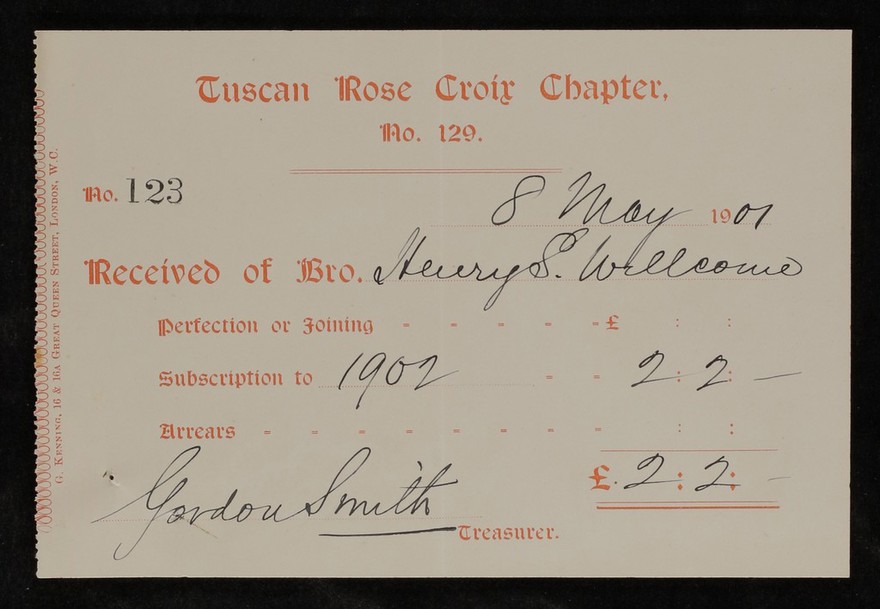 Tuscan Rose Croix Chapter,
No. 129.
No. 123
8 May 1901
Received of Bro. Henry S. Wellcome
Perfection or Joining - - - - - £ : :
Subscription to 1902 - - 2 : 2 : —
Arrears - - - - - - - - : :
£. 2 : 2 : -
Gordon Smith
Treasurer.
G. Kenning, 16 & 16A Great Queen Street, London, W.C.